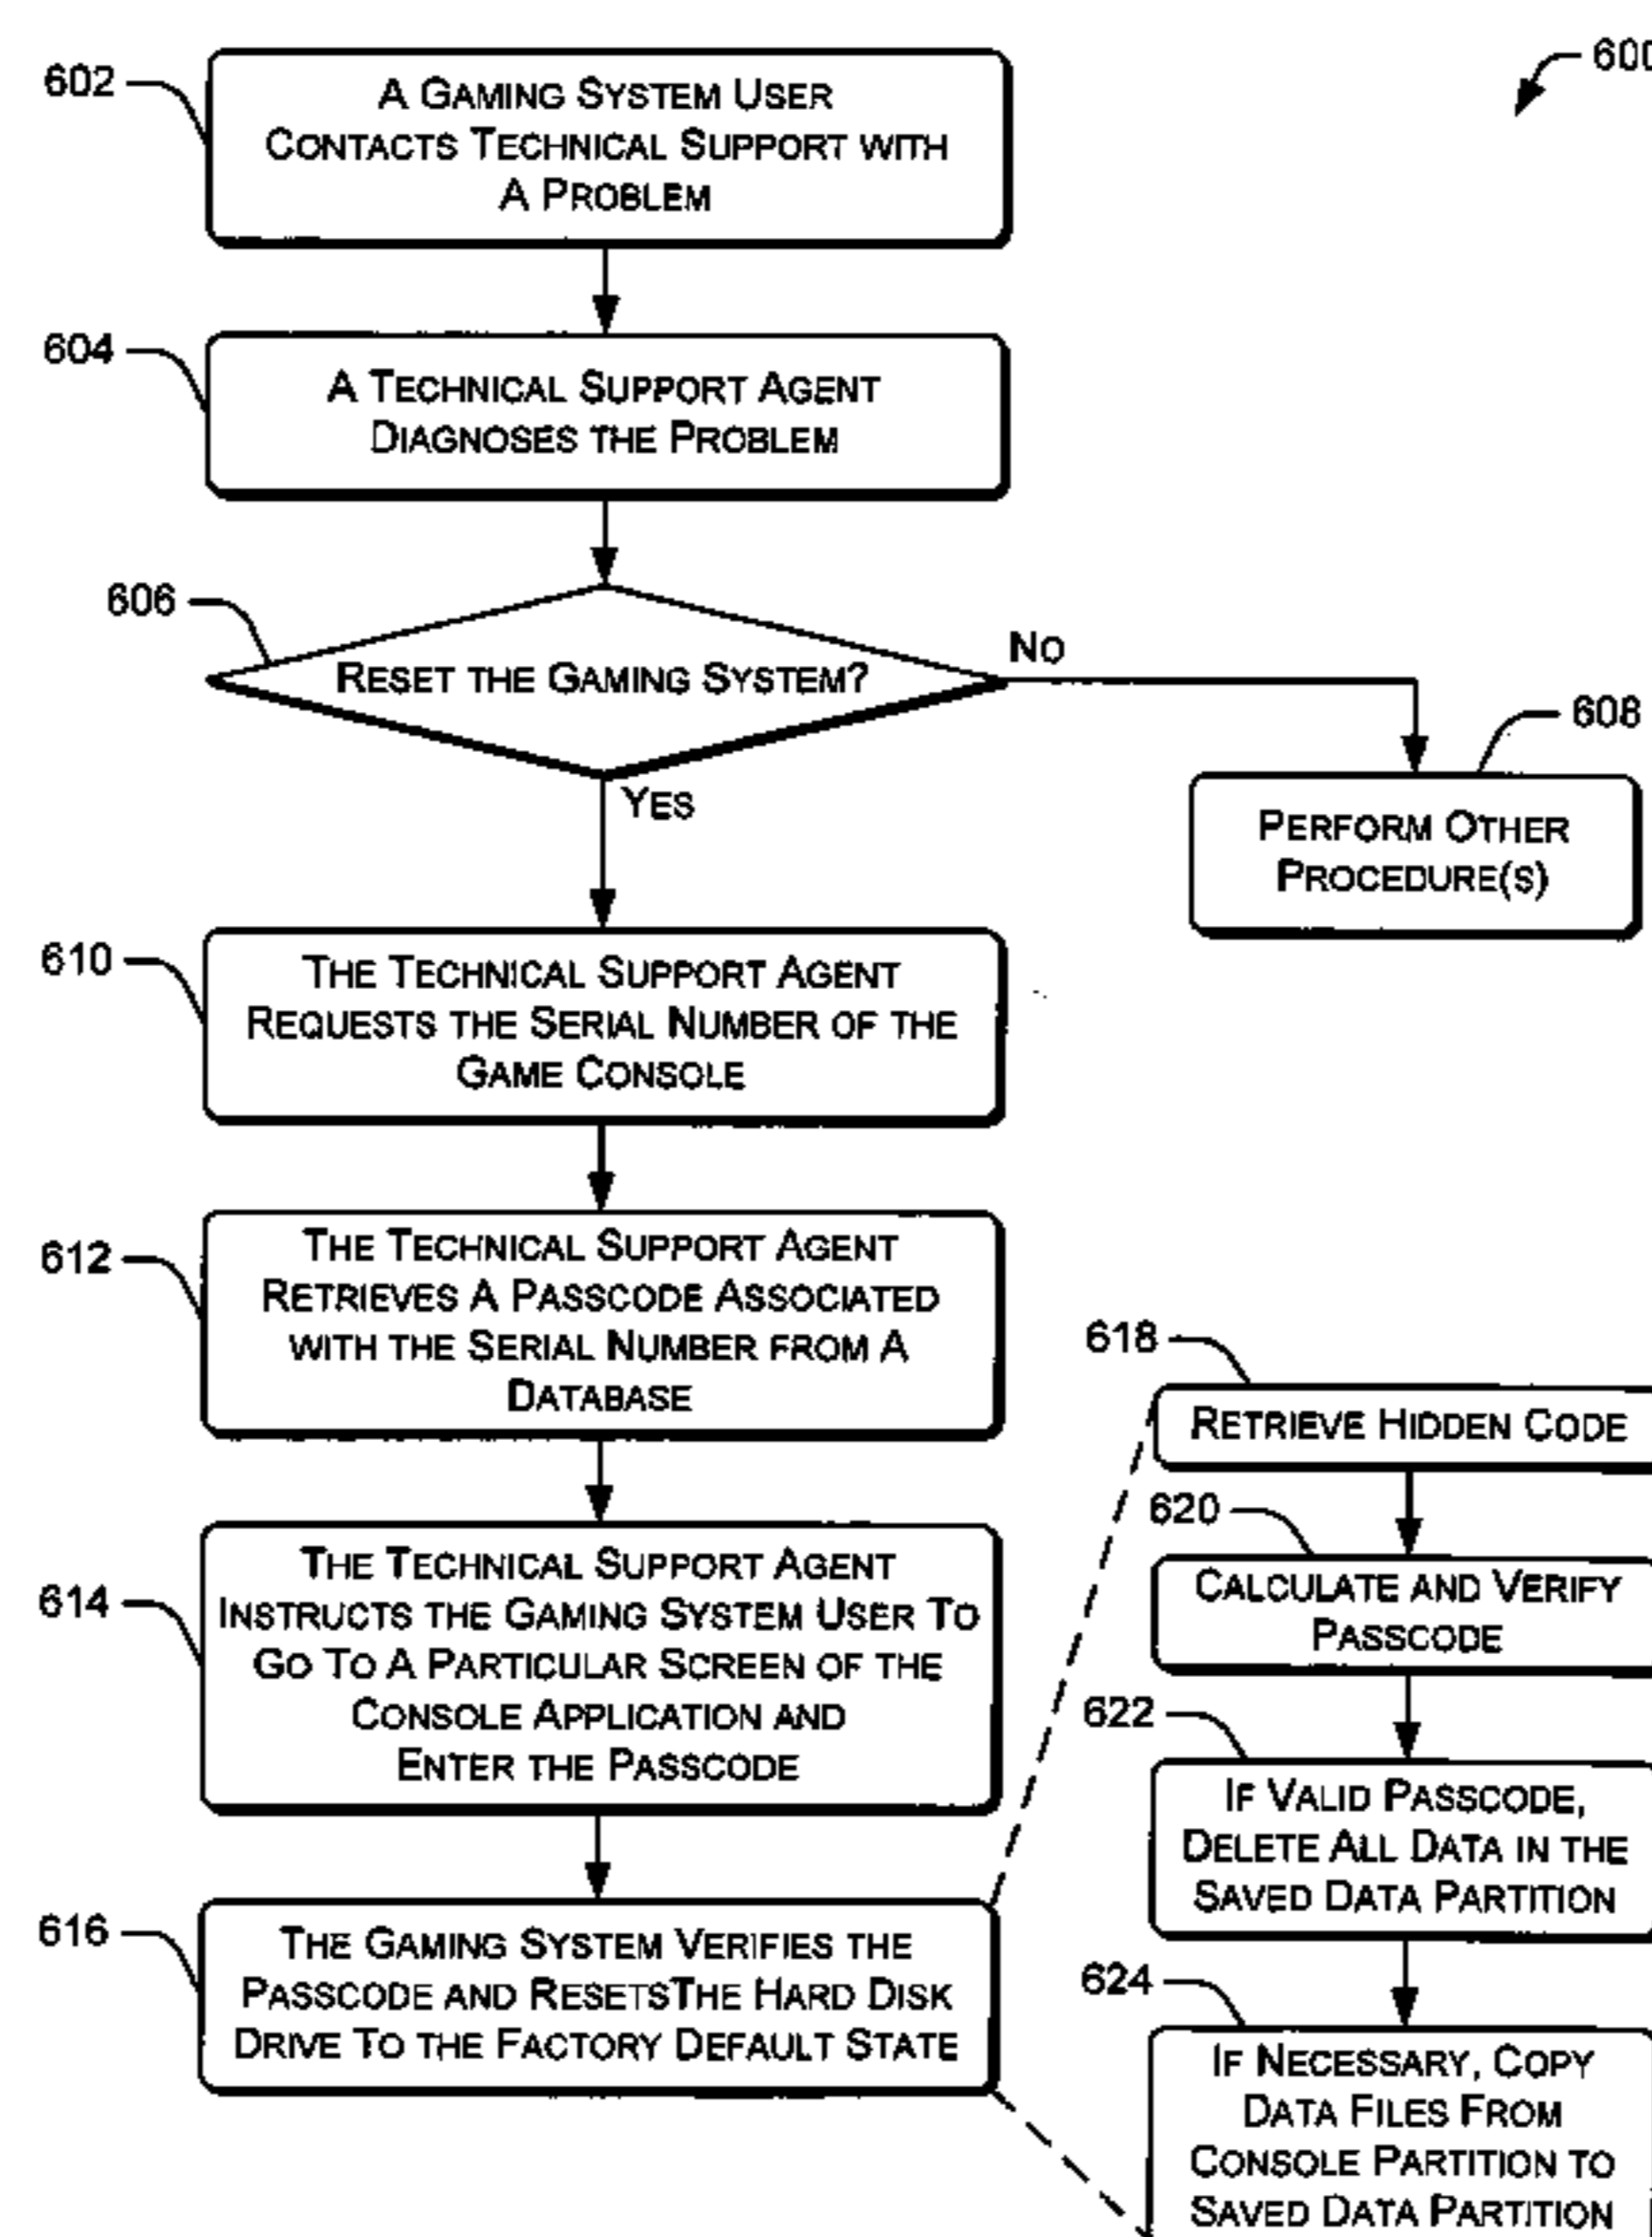 600
602
A GAMING SYSTEM USER
CONTACTS TECHNICAL SUPPORT WITH
A PROBLEM
604
A TECHNICAL SUPPORT AGENT
DIAGNOSES THE PROBLEM
606
RESET THE GAMING SYSTEM?
NO
YES
608
PERFORM OTHER
PROCEDURE(S)
610
THE TECHNICAL SUPPORT AGENT
REQUESTS THE SERIAL NUMBER OF THE
GAME CONSOLE
612
THE TECHNICAL SUPPORT AGENT
RETRIEVES A PASSCODE ASSOCIATED
WITH THE SERIAL NUMBER FROM A
DATABASE
614
THE TECHNICAL SUPPORT AGENT
INSTRUCTS THE GAMING SYSTEM USER TO
GO TO A PARTICULAR SCREEN OF THE
CONSOLE APPLICATION AND
ENTER THE PASSCODE
616
THE GAMING SYSTEM VERIFIES THE
PASSCODE AND RESETSTHE HARD DISK
DRIVE TO THE FACTORY DEFAULT STATE
618
RETRIEVE HIDDEN CODE
620
CALCULATE AND VERIFY
PASSCODE
622
IF VALID PASSCODE,
DELETE ALL DATA IN THE
SAVED DATA PARTITION
624
IF NECESSARY, COPY
DATA FILES FROM
CONSOLE PARTITION TO
SAVED DATA PARTITION